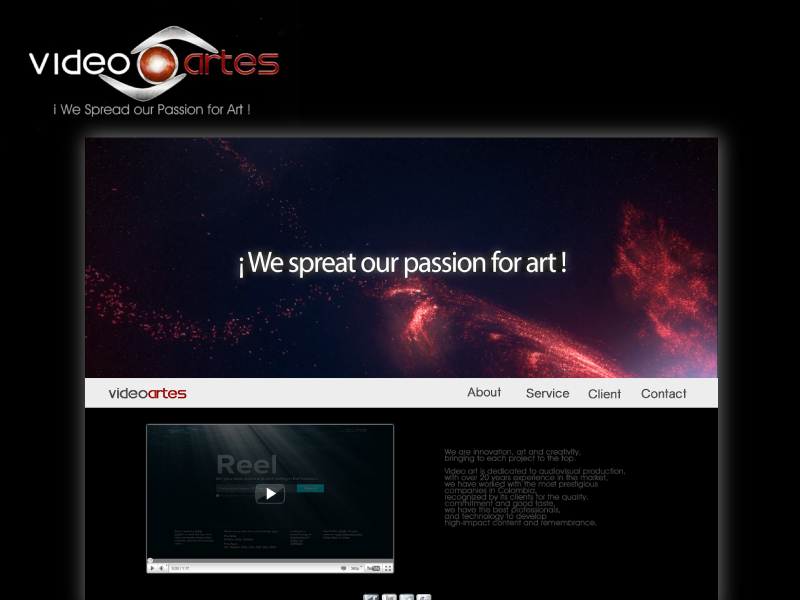 videoartes
¡ We Spread our Passion for Art !
¡ We spreat our passion for art !
videoartes
About
Service
Client
Contact
Reel
We are innovation, art and creativity,
bringing to each project to the top.
Video art is dedicated to audiovisual production,
with over 20 years experience in the market,
we have worked with the most prestigious
companies in Colombia,
recognized by its clients for the quality,
commitment and good taste,
we have the best professionals,
and technology to develop
high-impact content and remembrance.